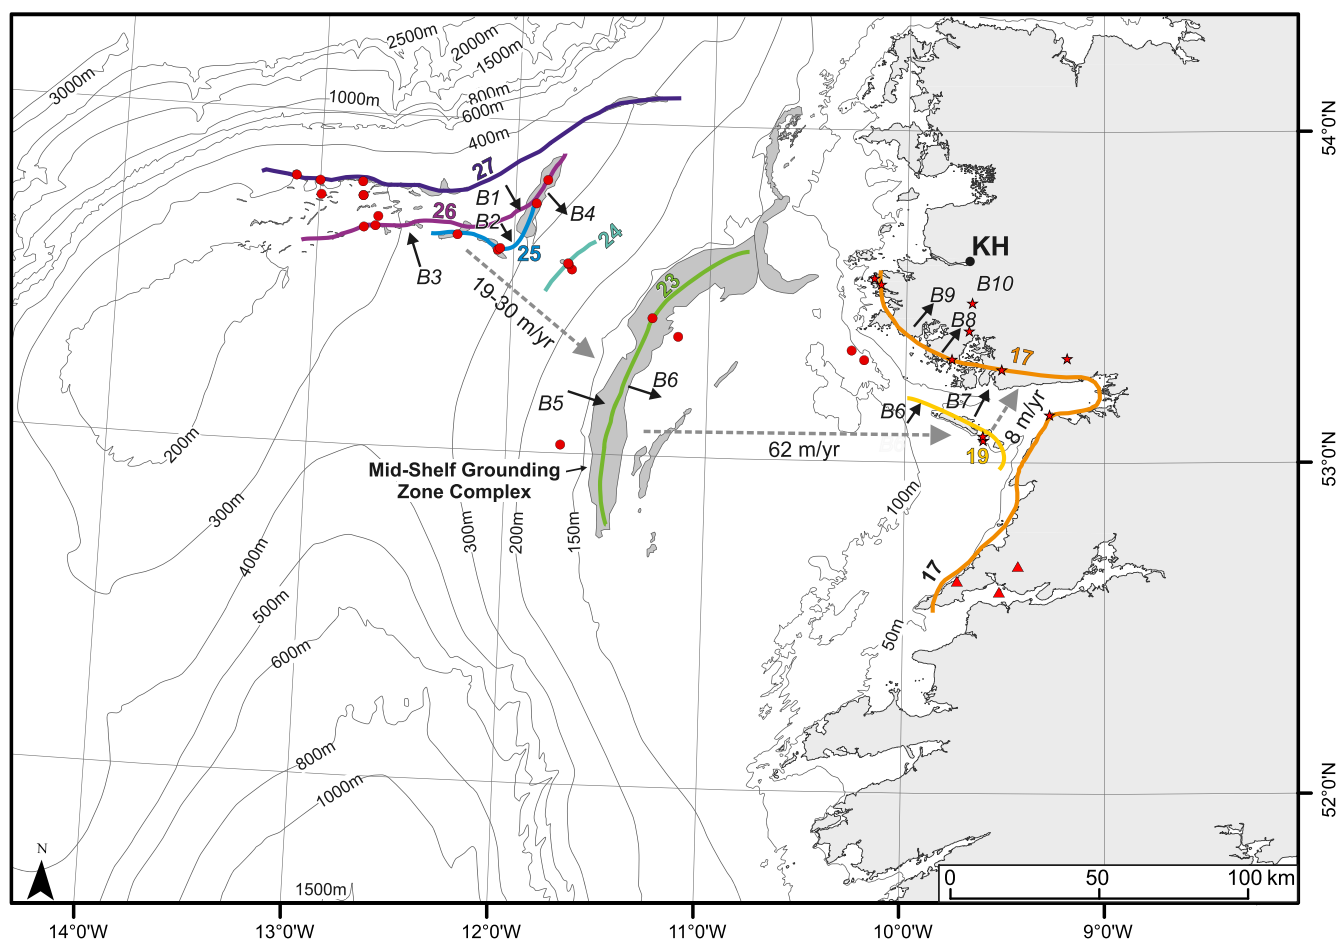 2500m
2000m
1500m
3000m
1000m
800m
600m
400m
54°0'N
27
B1
B4
26
B2
25
24
B3
KH
23
B10
19-30 m/yr
B9
B8
17
B5
B6
B6
B7
8 m/yr
62 m/yr
19
Mid-Shelf Grounding
Zone Complex
53°0'N
200m
300m
400m
500m
600m
800m
1000m
1500m
300m
200m
150m
100m
17
50m
52°0'N
N
0 50 100 km
14°0'W 13°0'W 12°0'W 11°0'W 10°0'W 9°0'W